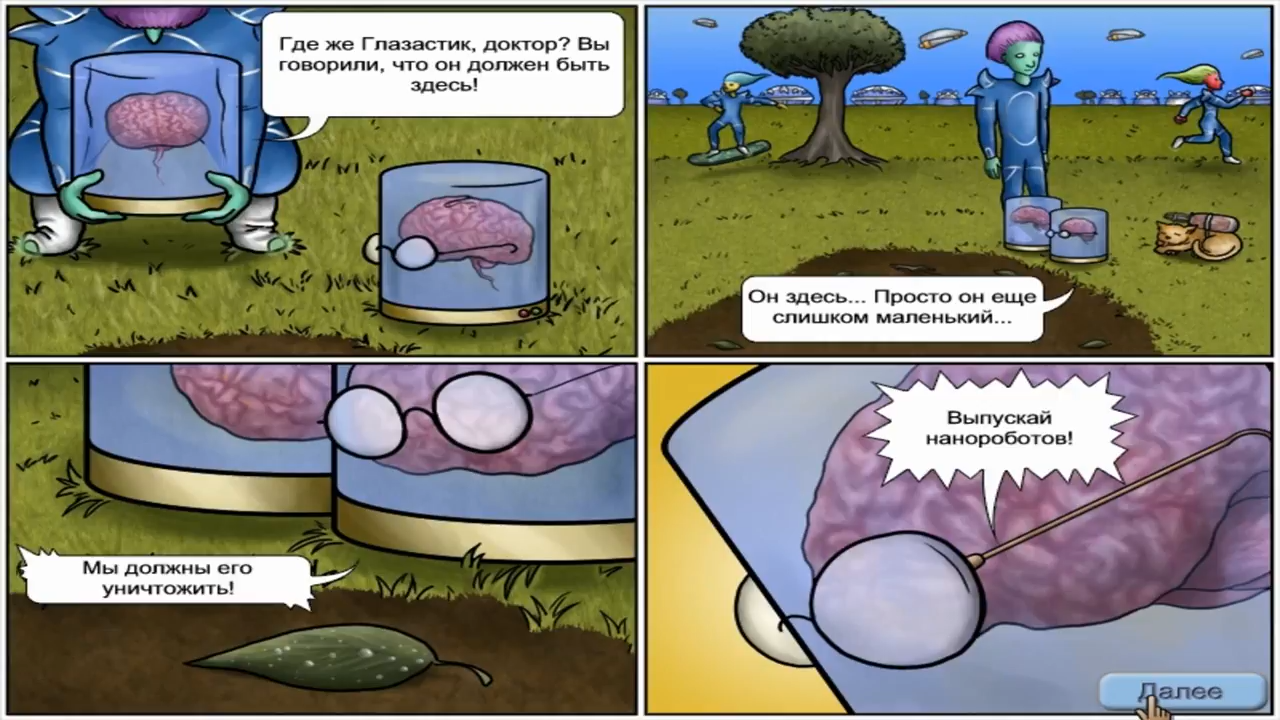 Где же Глазастик, доктор? Вы
говорили, что он должен быть
здесь!
Он здесь... Просто он еще
слишком маленький...
Мы должны его
уничтожить!
Выпускай
нанороботов!
Далее